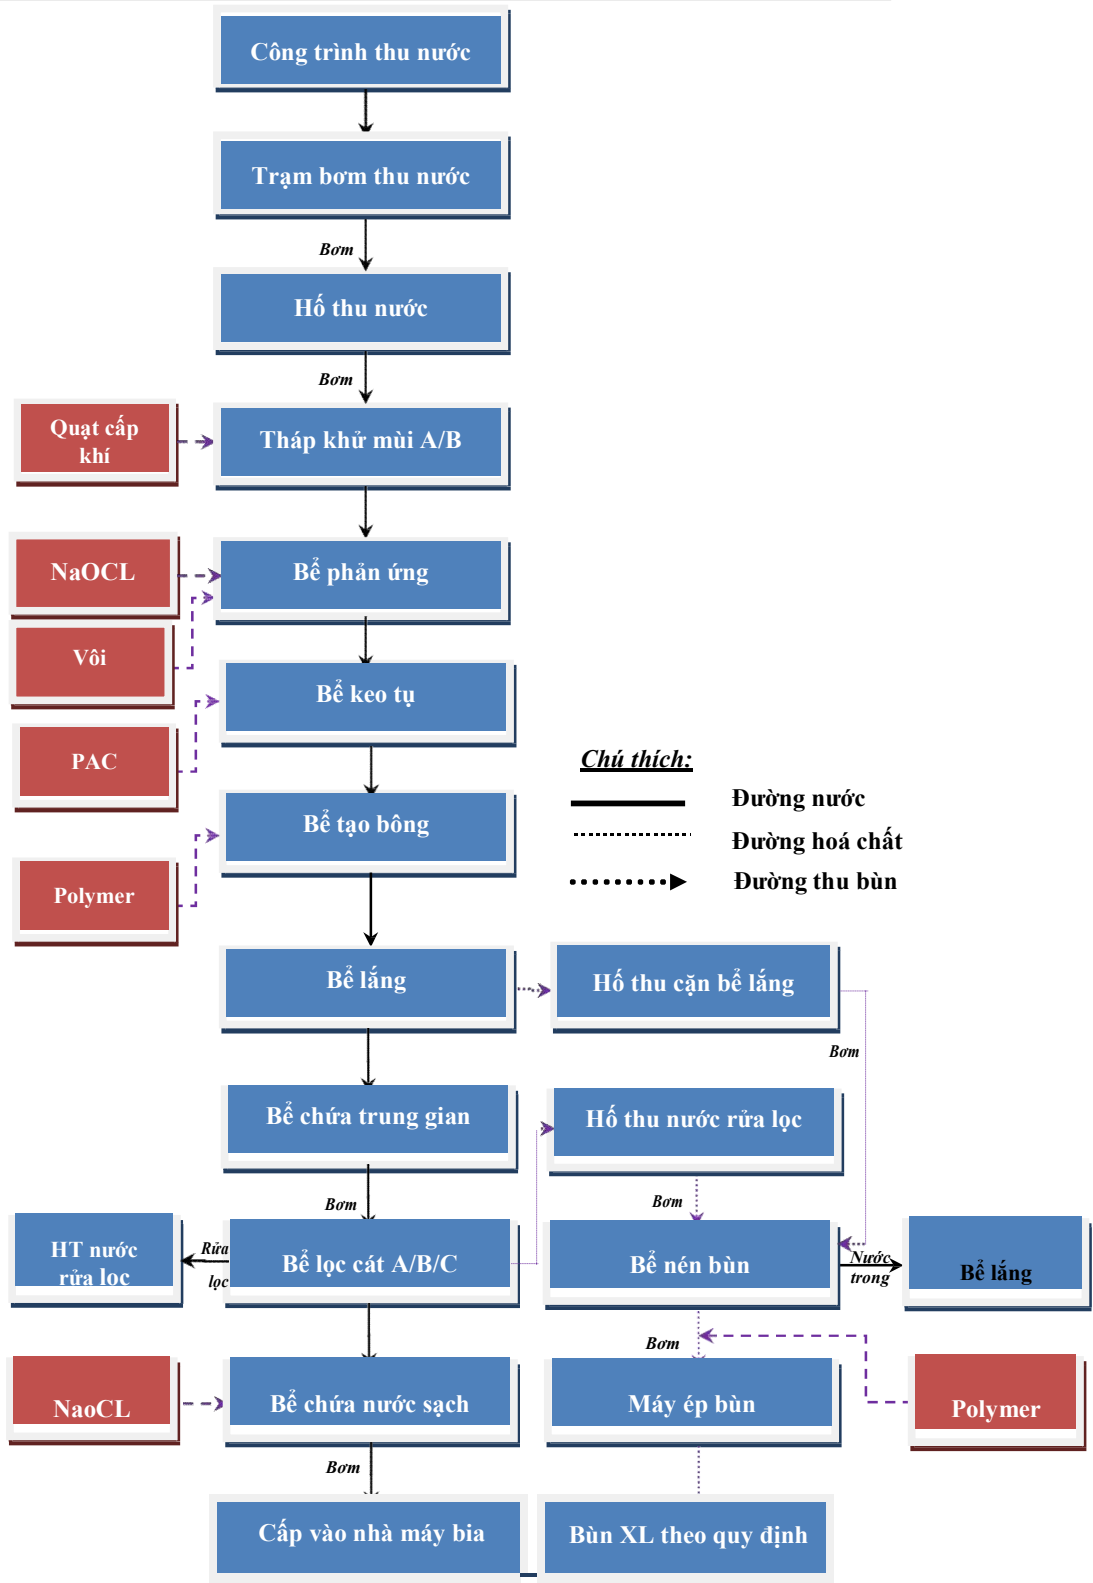 Công trình thu nước
Trạm bơm thu nước
Bơm
Hố thu nước
Bơm
Quạt cấp
khí
Tháp khử mùi A/B
NaOCL
Bể phản ứng
Vôi
Bể keo tụ
PAC
Chú thích:
Đường nước
Bể tạo bông
Đường hoá chất
Đường thu bùn
Polymer
Bể lắng
Hố thu cặn bể lắng
Bơm
Bể chứa trung gian
Hố thu nước rửa lọc
Bơm
Bơm
HT nước
rửa loc
Rửa
lọc
Bể lọc cát A/B/C
Bể nén bùn
Nước
trong
Bể lắng
Bơm
NaoCL
Bể chứa nước sạch
Máy ép bùn
Polymer
Bơm
Cấp vào nhà máy bia
Bùn XL theo quy định